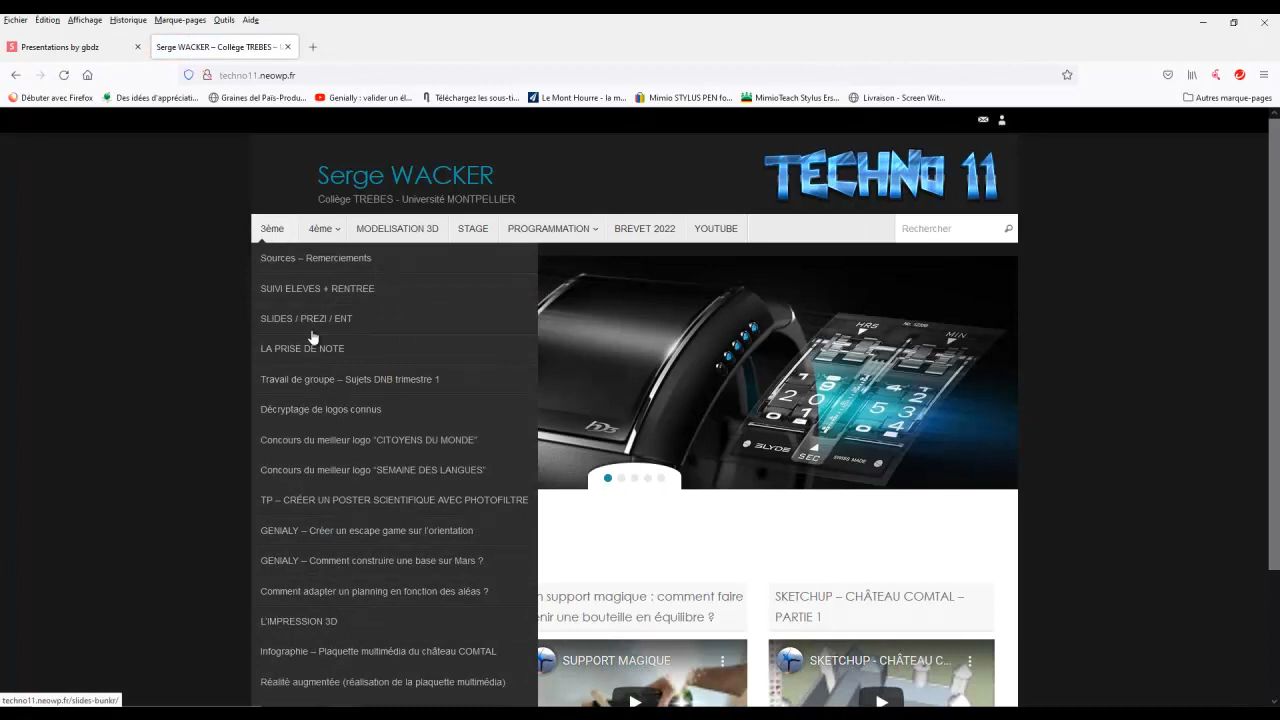 Fichier Édition Affichage Historique Marque-pages Outils Aide
Presentations by gbdz
Serge WACKER – Collège TREBES –
techno11.neowp.fr
Débuter avec Firefox Des idées d'appréciati... Graines del Païs-Produ... Genially : valider un él... Téléchargez les sous-ti... Le Mont Hourre - la m... Mimio STYLUS PEN fo... MimioTeach Stylus Ers... Livraison - Screen Wit... Autres marque-pages
Serge WACKER
Collège TREBES - Université MONTPELLIER
TECHNO 11
3ème 4ème MODELISATION 3D STAGE PROGRAMMATION BREVET 2022 YOUTUBE Rechercher
Sources – Remerciements
SUIVI ELEVES + RENTREE
SLIDES / PREZI / ENT
LA PRISE DE NOTE
Travail de groupe – Sujets DNB trimestre 1
Décryptage de logos connus
Concours du meilleur logo “CITOYENS DU MONDE”
Concours du meilleur logo “SEMAINE DES LANGUES”
TP – CRÉER UN POSTER SCIENTIFIQUE AVEC PHOTOFILTRE
GENIALY – Créer un escape game sur l'orientation
GENIALY – Comment construire une base sur Mars ?
Comment adapter un planning en fonction des aléas ?
L'IMPRESSION 3D
Infographie – Plaquette multimédia du château COMTAL
Réalité augmentée (réalisation de la plaquette multimédia)
HRS
MIN
SEC
SWISS MADE
n support magique : comment faire
enir une bouteille en équilibre ?
SUPPORT MAGIQUE
SKETCHUP – CHÂTEAU COMTAL –
PARTIE 1
SKETCHUP - CHÂTEAU C...
techno11.neowp.fr/slides-bunkr/